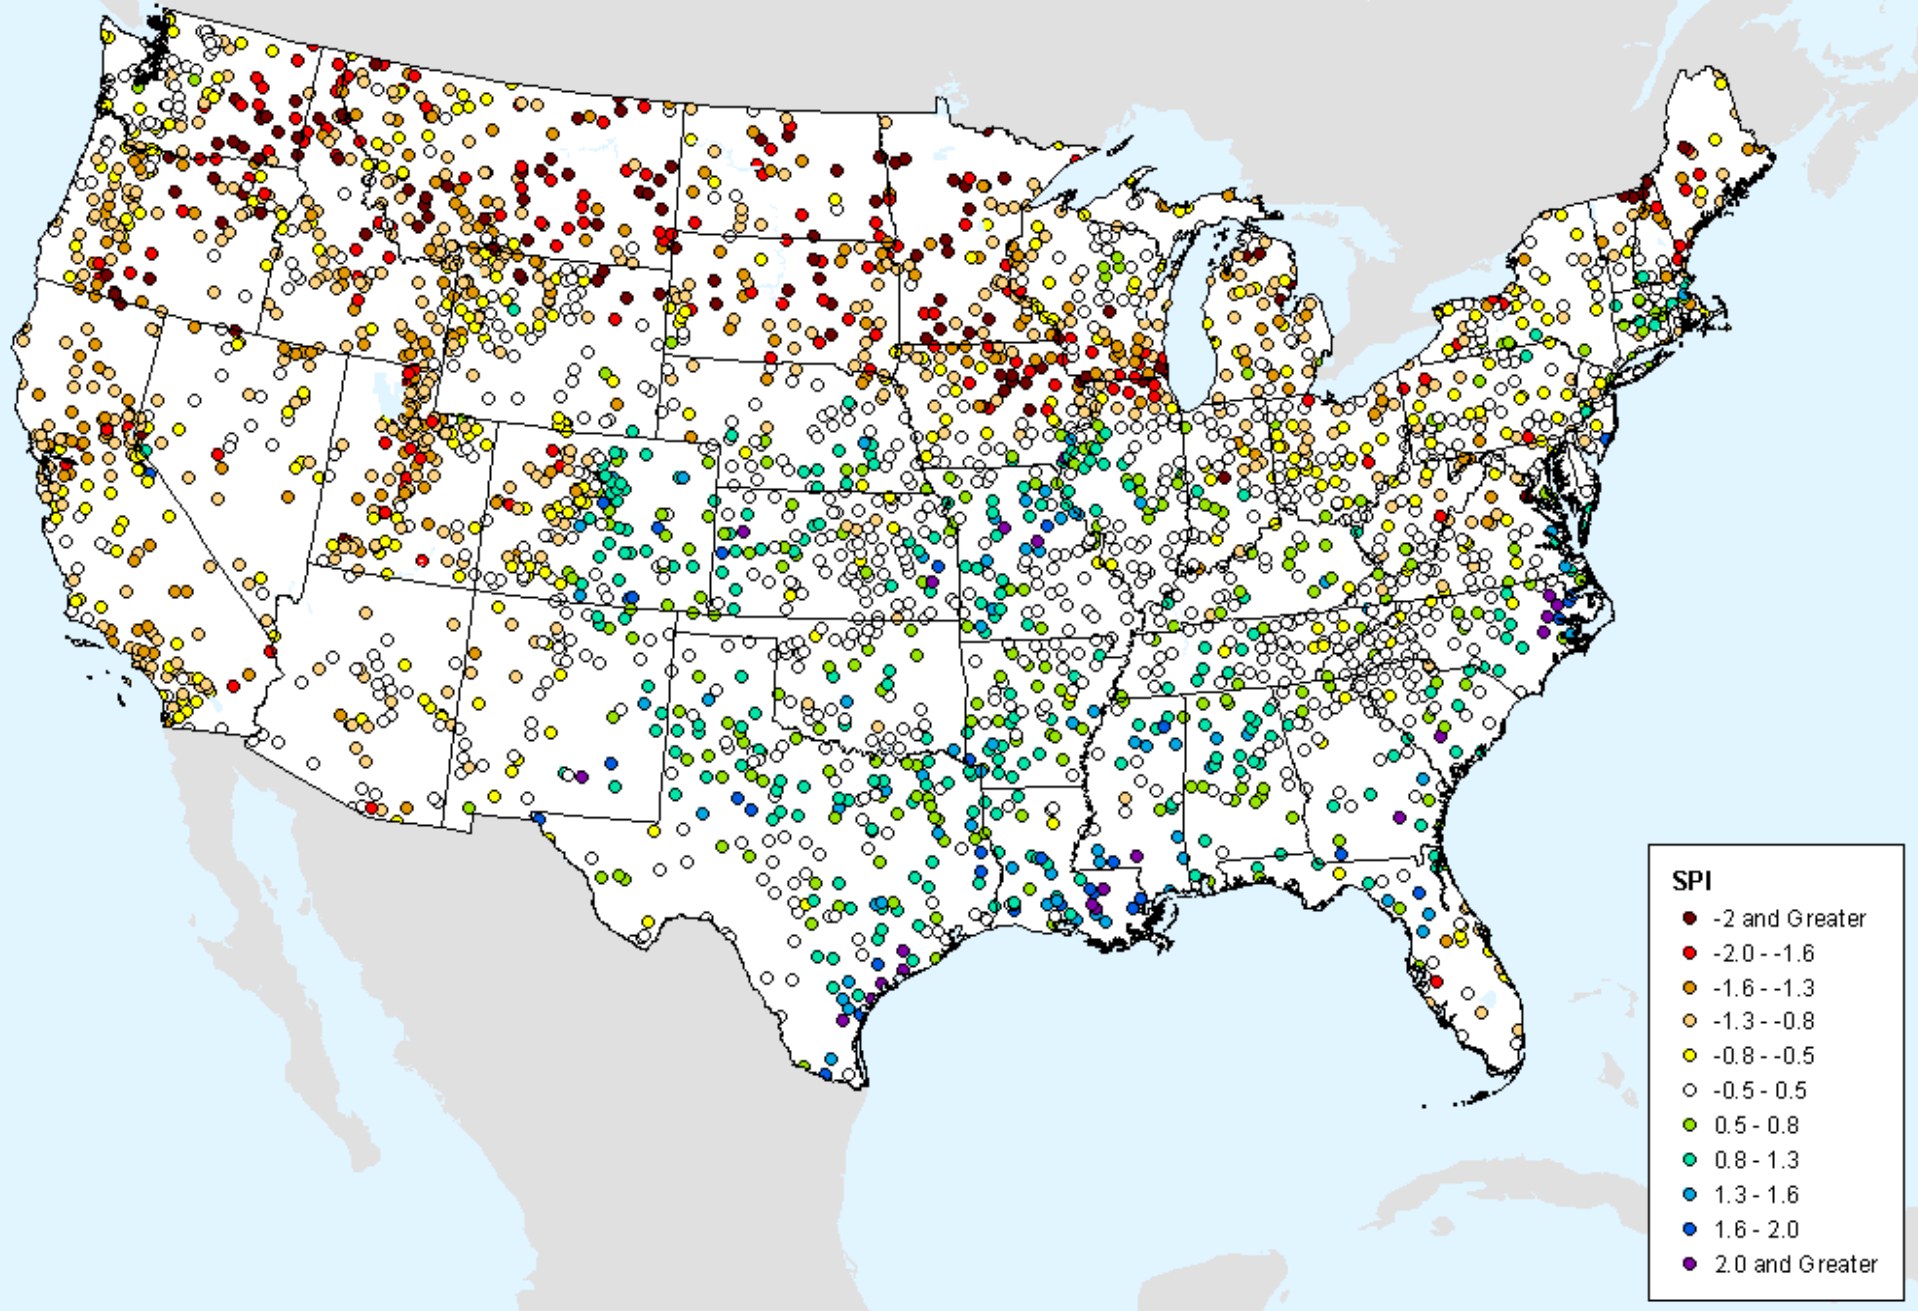 SPI
-2 and Greater
-2.0 - -1.6
-1.6 - -1.3
-1.3 - -0.8
-0.8 - -0.5
-0.5 - 0.5
0.5 - 0.8
0.8 - 1.3
1.3 - 1.6
1.6 - 2.0
2.0 and Greater